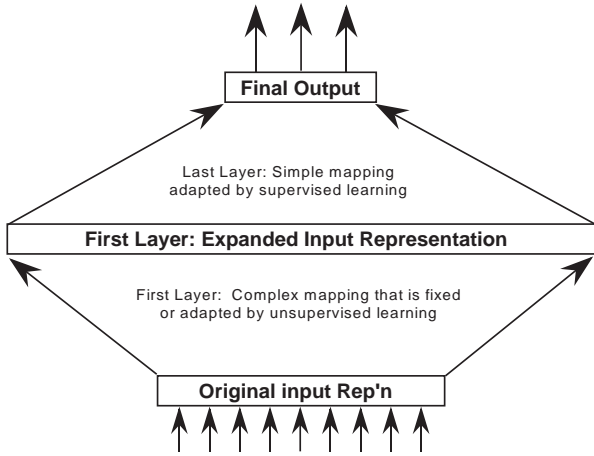 Final Output
Last Layer: Simple mapping
adapted by supervised learning
First Layer: Expanded Input Representation
First Layer: Complex mapping that is fixed
or adapted by unsupervised learning
Original input Rep'n